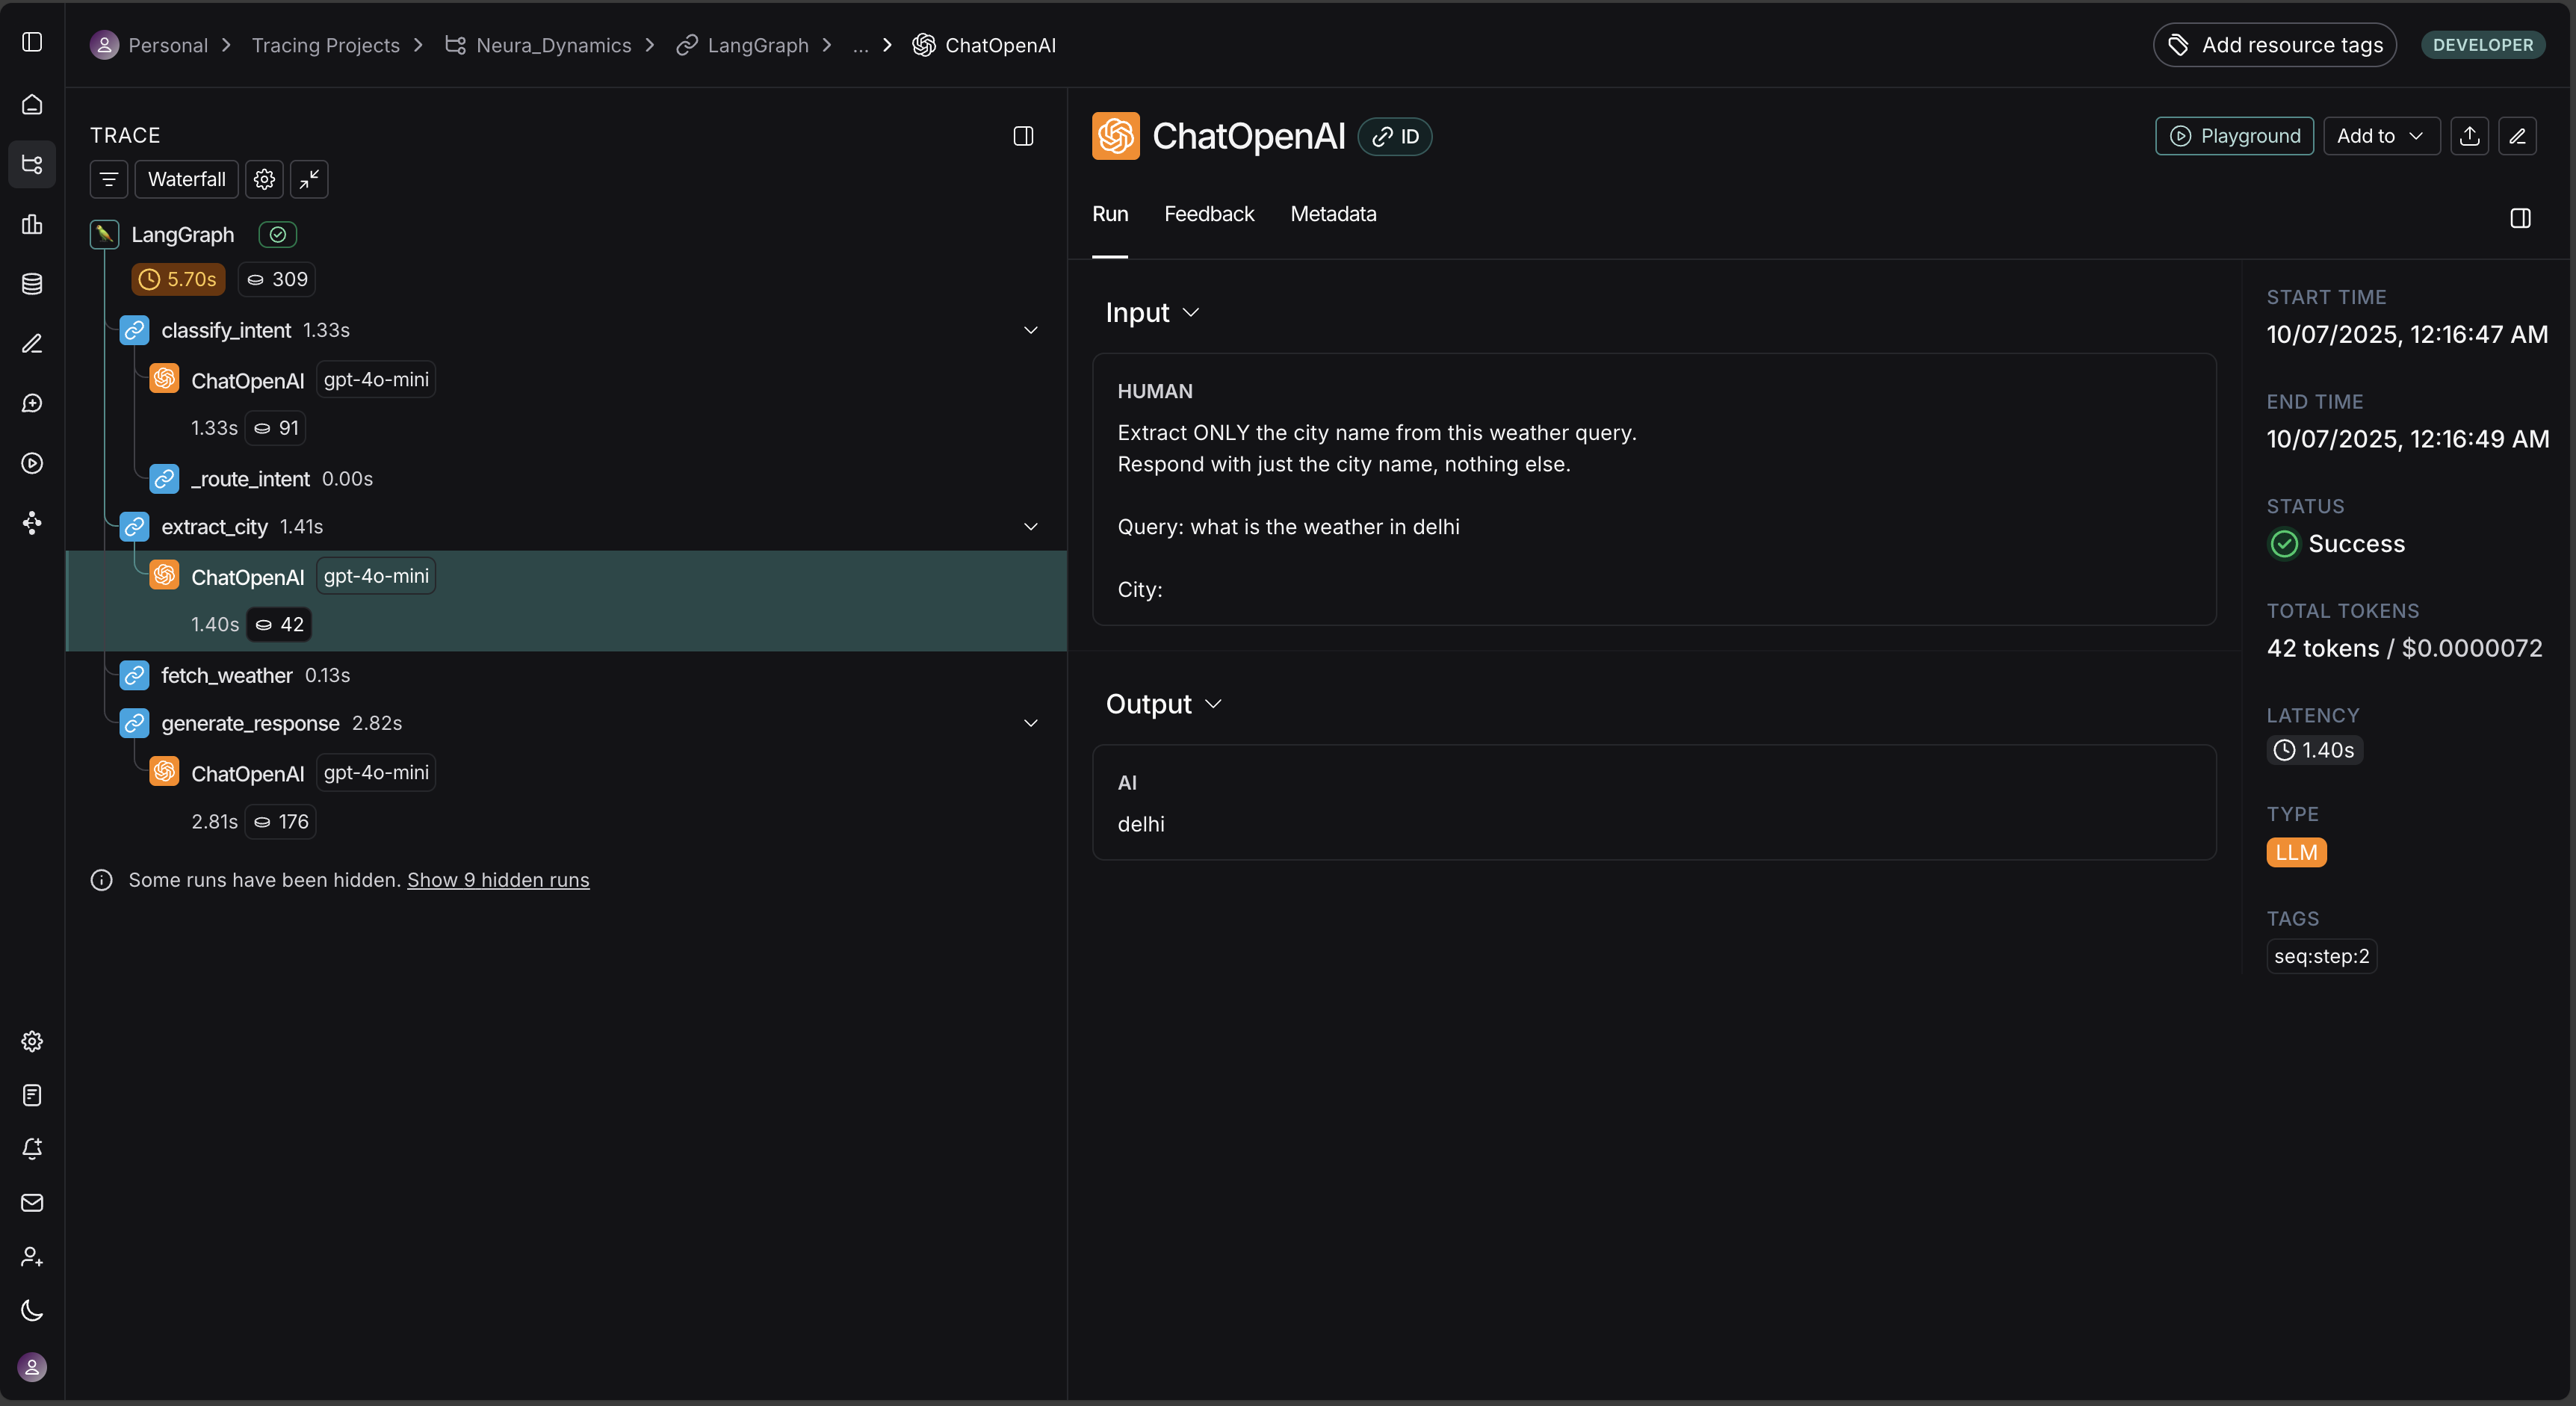 Personal > Tracing Projects > Neura_Dynamics > LangGraph > ... > ChatOpenAI
Add resource tags
DEVELOPER
TRACE
Waterfall
LangGraph
5.70s 309
classify_intent 1.33s
ChatOpenAI gpt-4o-mini
1.33s 91
_route_intent 0.00s
extract_city 1.41s
ChatOpenAI gpt-4o-mini
1.40s 42
fetch_weather 0.13s
generate_response 2.82s
ChatOpenAI gpt-4o-mini
2.81s 176
Some runs have been hidden. Show 9 hidden runs
ChatOpenAI ID
Playground
Add to
Run Feedback Metadata
Input
HUMAN
Extract ONLY the city name from this weather query.
Respond with just the city name, nothing else.
Query: what is the weather in delhi
City:
Output
AI
delhi
START TIME
10/07/2025, 12:16:47 AM
END TIME
10/07/2025, 12:16:49 AM
STATUS
Success
TOTAL TOKENS
42 tokens / $0.0000072
LATENCY
1.40s
TYPE
LLM
TAGS
seq:step:2